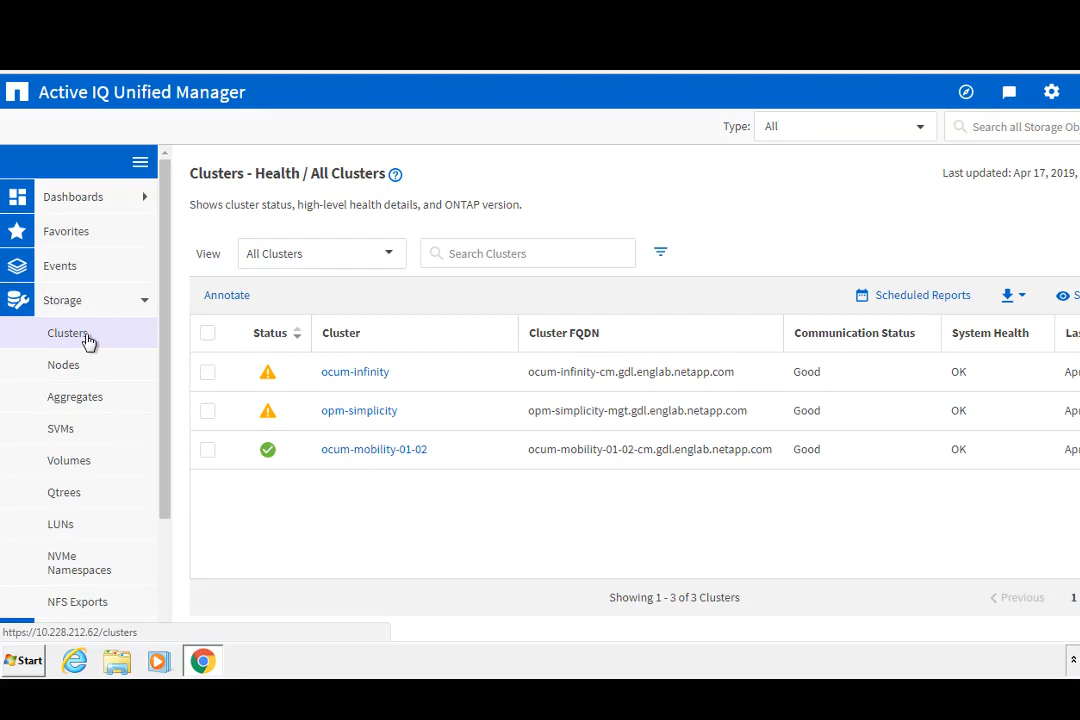 Active IQ Unified Manager
Type: All
Search all Storage Ob
Dashboards
Favorites
Events
Storage
Clusters
Nodes
Aggregates
SVMs
Volumes
Qtrees
LUNs
NVMe
Namespaces
NFS Exports
Clusters - Health / All Clusters ?
Last updated: Apr 17, 2019,
Shows cluster status, high-level health details, and ONTAP version.
View All Clusters Search Clusters
Annotate Scheduled Reports S
Status Cluster Cluster FQDN Communication Status System Health Las
ocum-infinity ocum-infinity-cm.gdl.englab.netapp.com Good OK Apr
opm-simplicity opm-simplicity-mgt.gdl.englab.netapp.com Good OK Apr
ocum-mobility-01-02 ocum-mobility-01-02-cm.gdl.englab.netapp.com Good OK Apr
Showing 1 - 3 of 3 Clusters Previous 1
https://10.228.212.62/clusters
Start